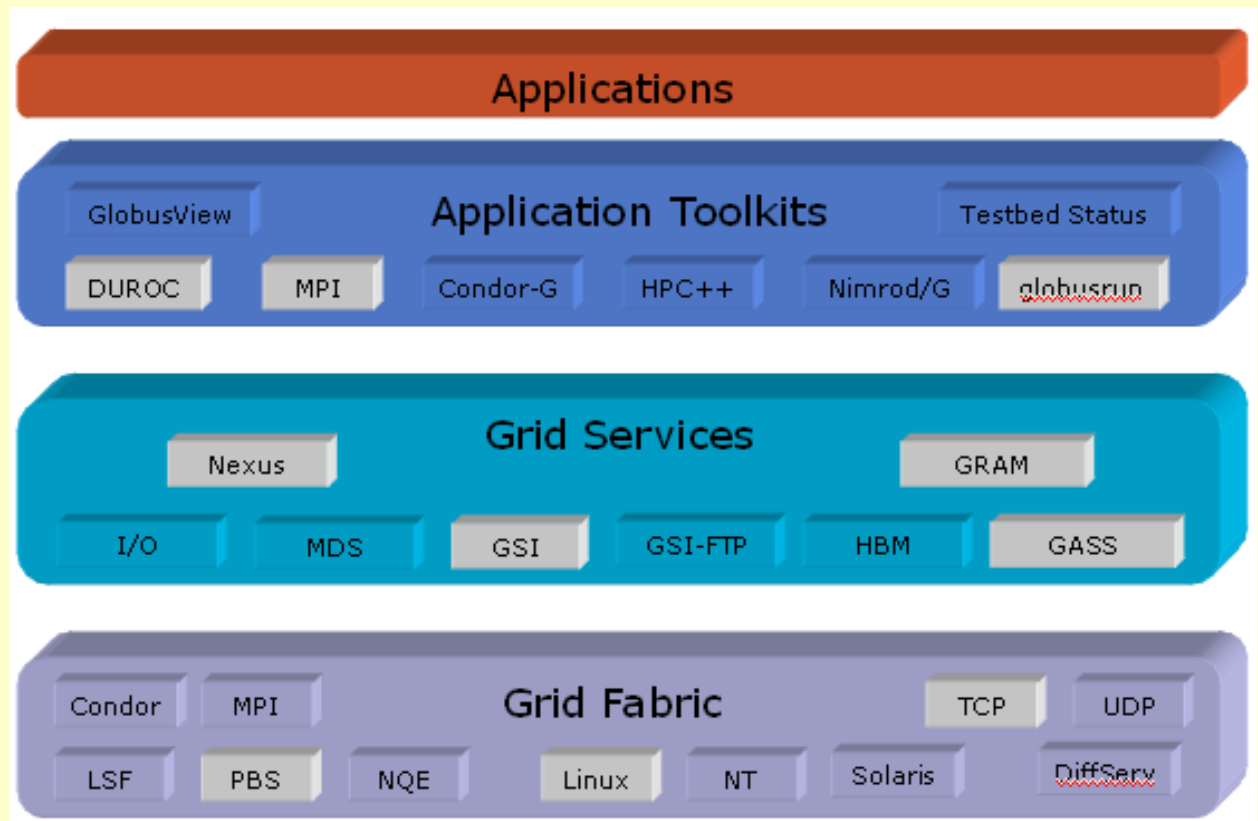 Applications
Application Toolkits
GlobusView
Testbed Status
DUROC
MPI
Condor-G
HPC++
Nimrod/G
globusrun
Grid Services
Nexus
GRAM
I/O
MDS
GSI
GSI-FTP
HBM
GASS
Grid Fabric
Condor
MPI
TCP
UDP
LSF
PBS
NQE
Linux
NT
Solaris
DiffServ